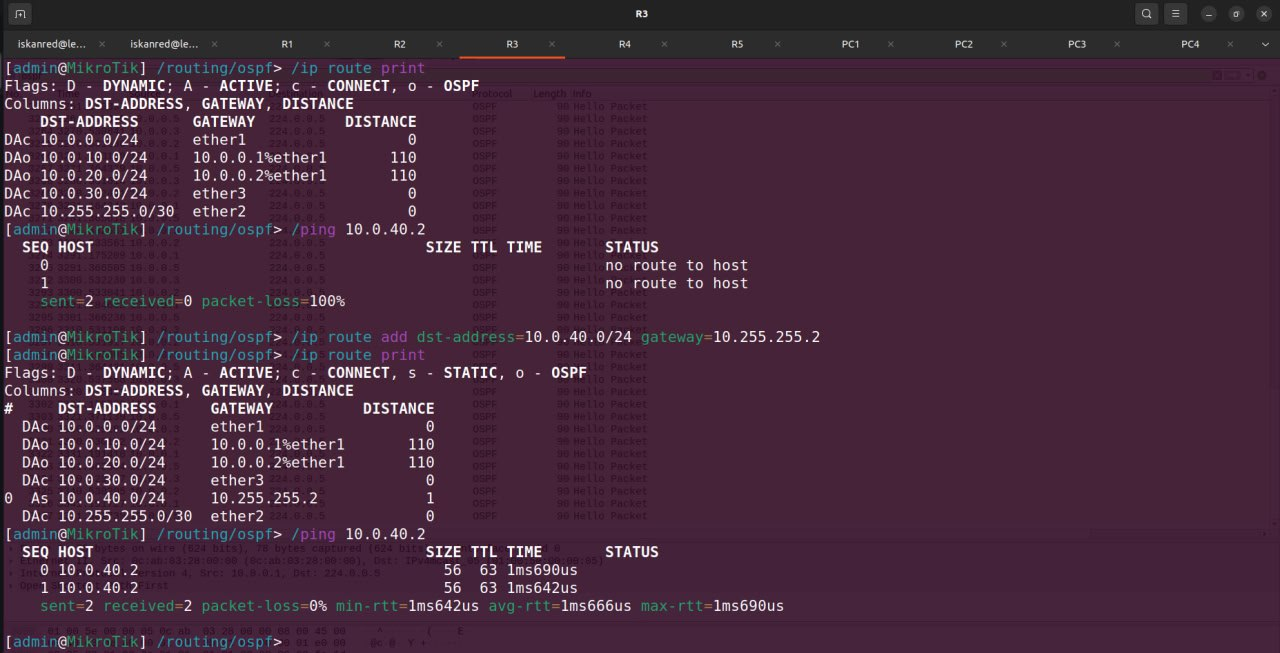 R3
iskanred@le... × iskanred@le... × R1 × R2 × R3 × R4 × R5 × PC1 × PC2 × PC3 × PC4 ×
[admin@MikroTik] /routing/ospf> /ip route print
Flags: D - DYNAMIC; A - ACTIVE; c - CONNECT, o - OSPF
Columns: DST-ADDRESS, GATEWAY, DISTANCE
    DST-ADDRESS      GATEWAY          DISTANCE
DAc 10.0.0.0/24      ether1                  0
DAo 10.0.10.0/24     10.0.0.1%ether1       110
DAo 10.0.20.0/24     10.0.0.2%ether1       110
DAc 10.0.30.0/24     ether3                  0
DAc 10.255.255.0/30  ether2                  0
[admin@MikroTik] /routing/ospf> /ping 10.0.40.2
  SEQ HOST                                     SIZE TTL TIME       STATUS
    0                                                              no route to host
    1                                                              no route to host
    sent=2 received=0 packet-loss=100%
[admin@MikroTik] /routing/ospf> /ip route add dst-address=10.0.40.0/24 gateway=10.255.255.2
[admin@MikroTik] /routing/ospf> /ip route print
Flags: D - DYNAMIC; A - ACTIVE; c - CONNECT, s - STATIC, o - OSPF
Columns: DST-ADDRESS, GATEWAY, DISTANCE
#     DST-ADDRESS      GATEWAY          DISTANCE
  DAc 10.0.0.0/24      ether1                  0
  DAo 10.0.10.0/24     10.0.0.1%ether1       110
  DAo 10.0.20.0/24     10.0.0.2%ether1       110
  DAc 10.0.30.0/24     ether3                  0
0  As 10.0.40.0/24     10.255.255.2            1
  DAc 10.255.255.0/30  ether2                  0
[admin@MikroTik] /routing/ospf> /ping 10.0.40.2
  SEQ HOST                                     SIZE TTL TIME       STATUS
    0 10.0.40.2                                  56  63 1ms690us
    1 10.0.40.2                                  56  63 1ms642us
    sent=2 received=2 packet-loss=0% min-rtt=1ms642us avg-rtt=1ms666us max-rtt=1ms690us
[admin@MikroTik] /routing/ospf>